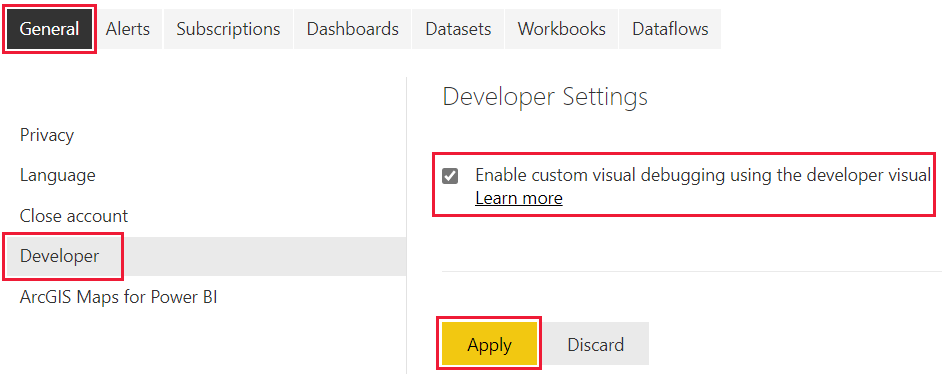 General Alerts Subscriptions Dashboards Datasets Workbooks Dataflows
Developer Settings
Privacy
Language
Close account
Developer
ArcGIS Maps for Power BI
Enable custom visual debugging using the developer visual
Learn more
Apply Discard